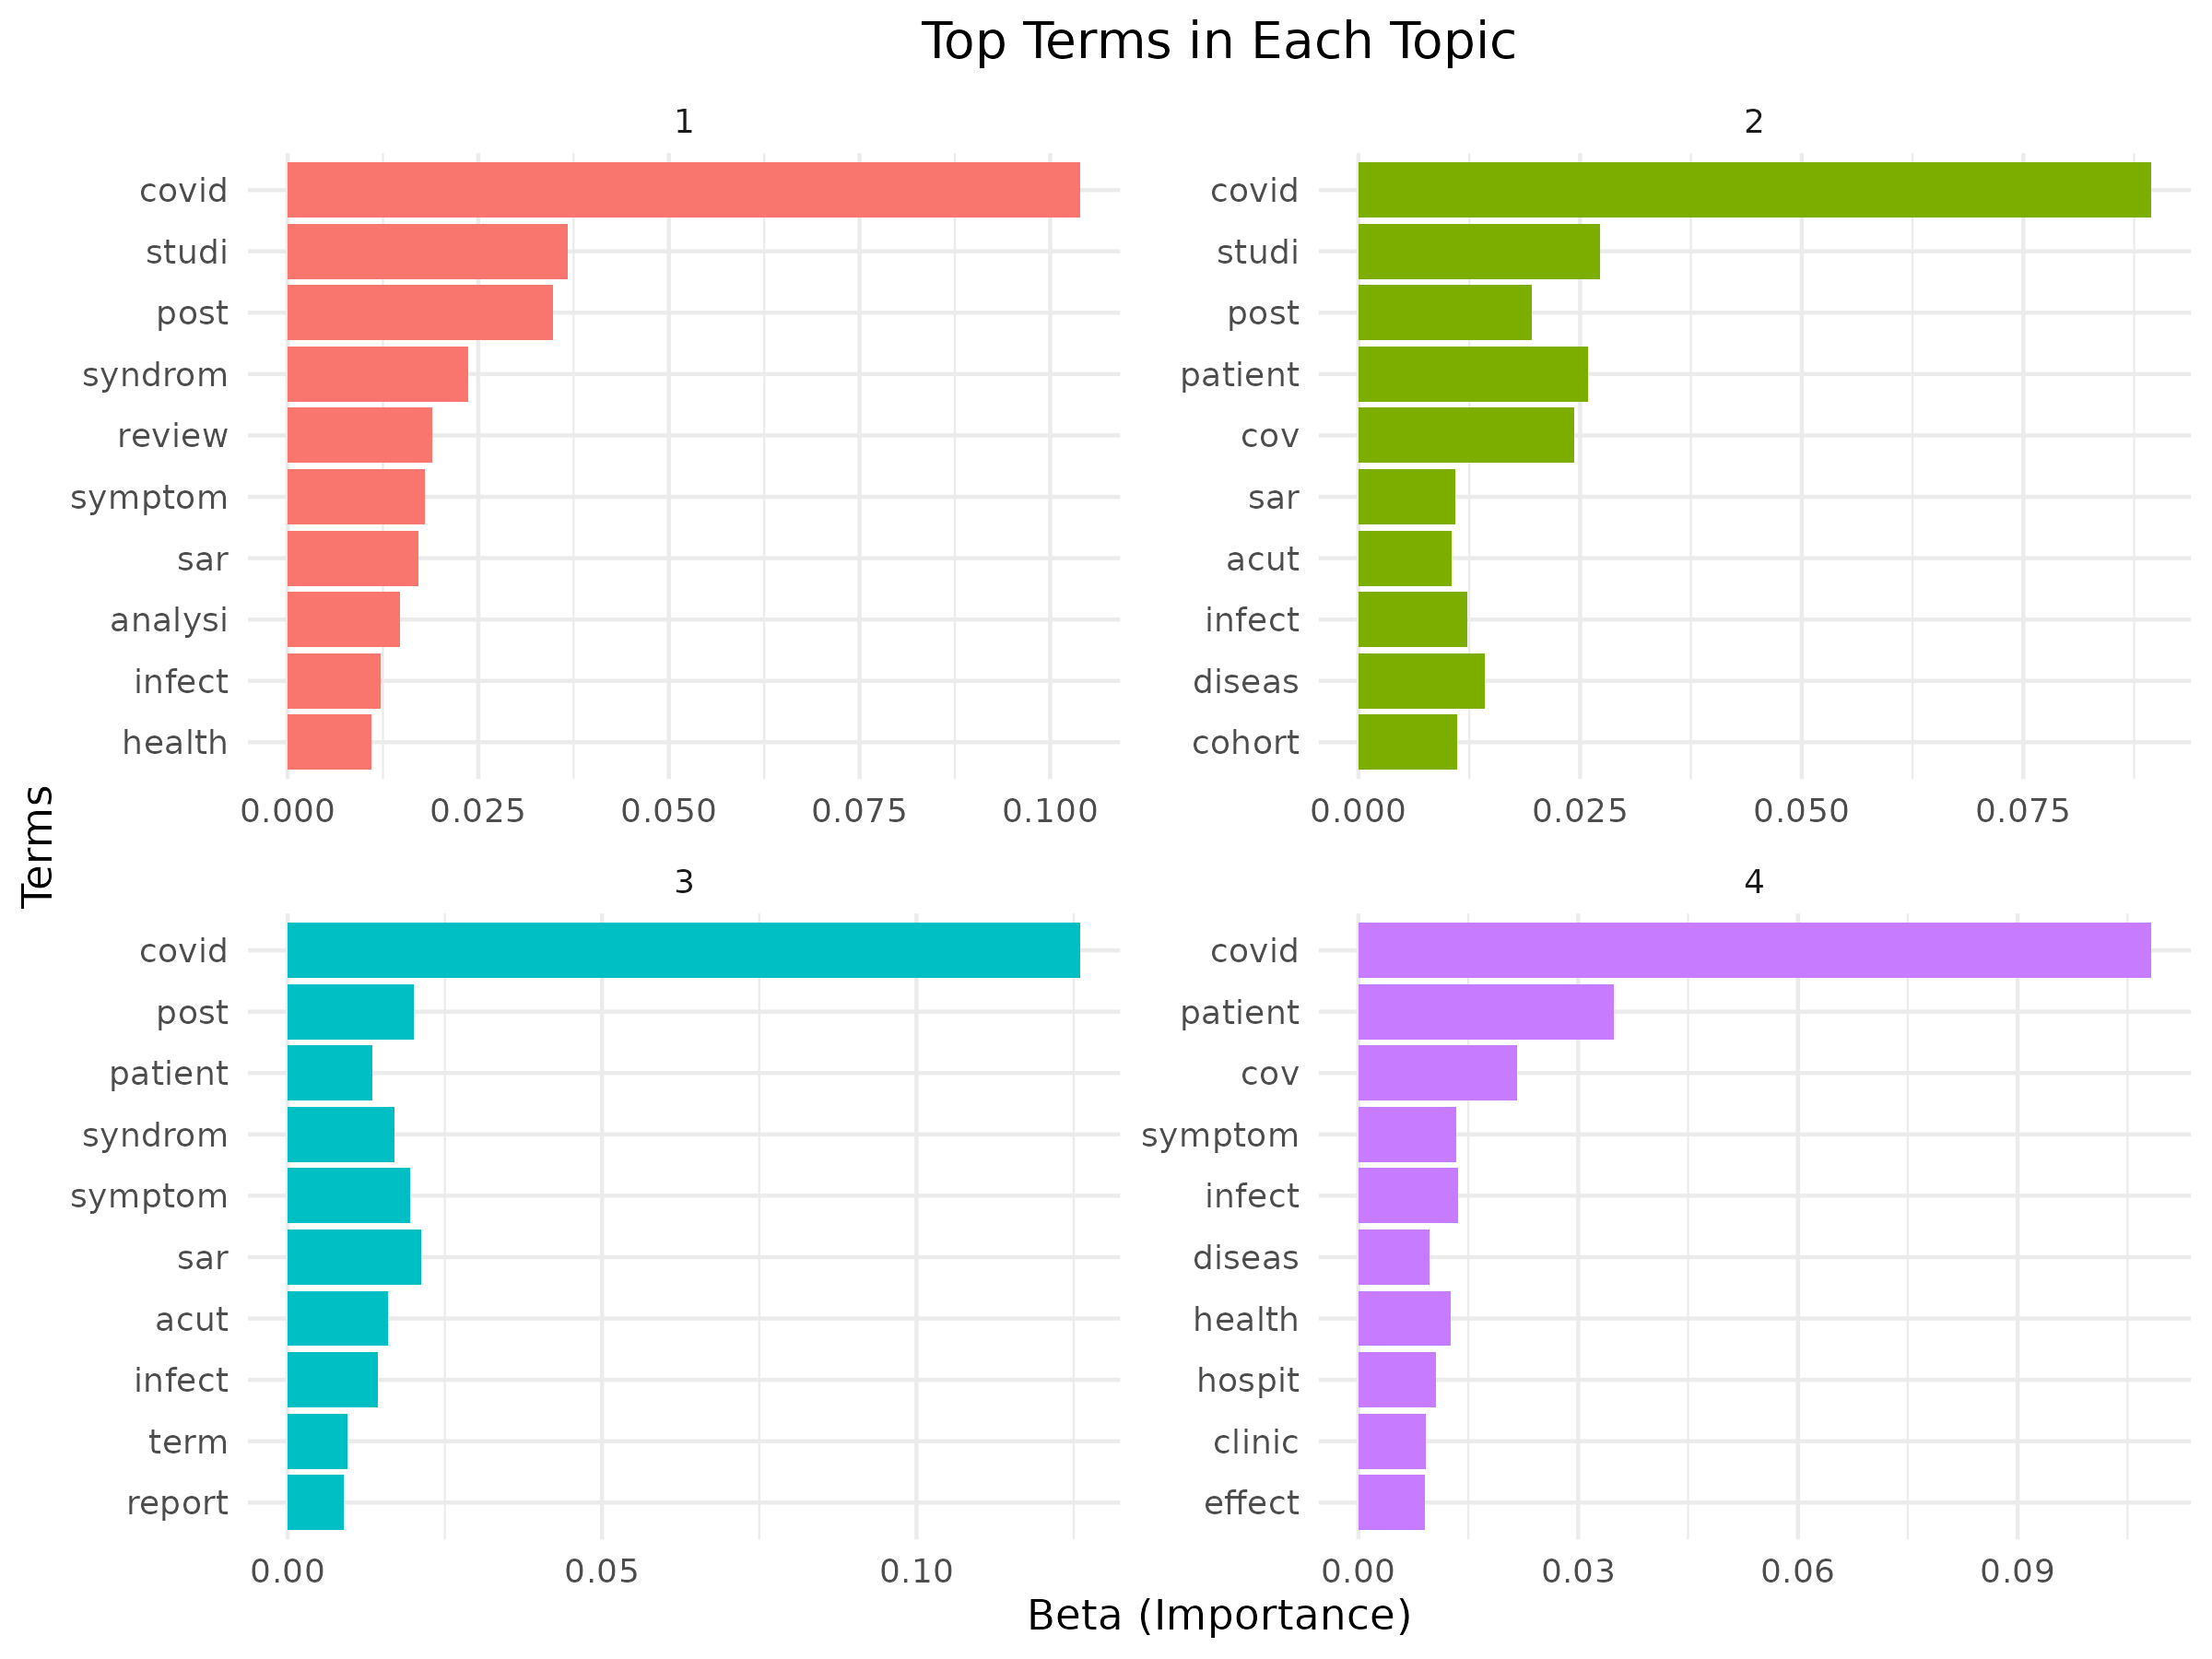 Top Terms in Each Topic
1
covid
studi
post
syndrom
review
symptom
sar
analysi
infect
health
0.000 0.025 0.050 0.075 0.100
2
covid
studi
post
patient
cov
sar
acut
infect
diseas
cohort
0.000 0.025 0.050 0.075
Terms
3
covid
post
patient
syndrom
symptom
sar
acut
infect
term
report
0.00 0.05 0.10
4
covid
patient
cov
symptom
infect
diseas
health
hospit
clinic
effect
0.00 0.03 0.06 0.09
Beta (Importance)